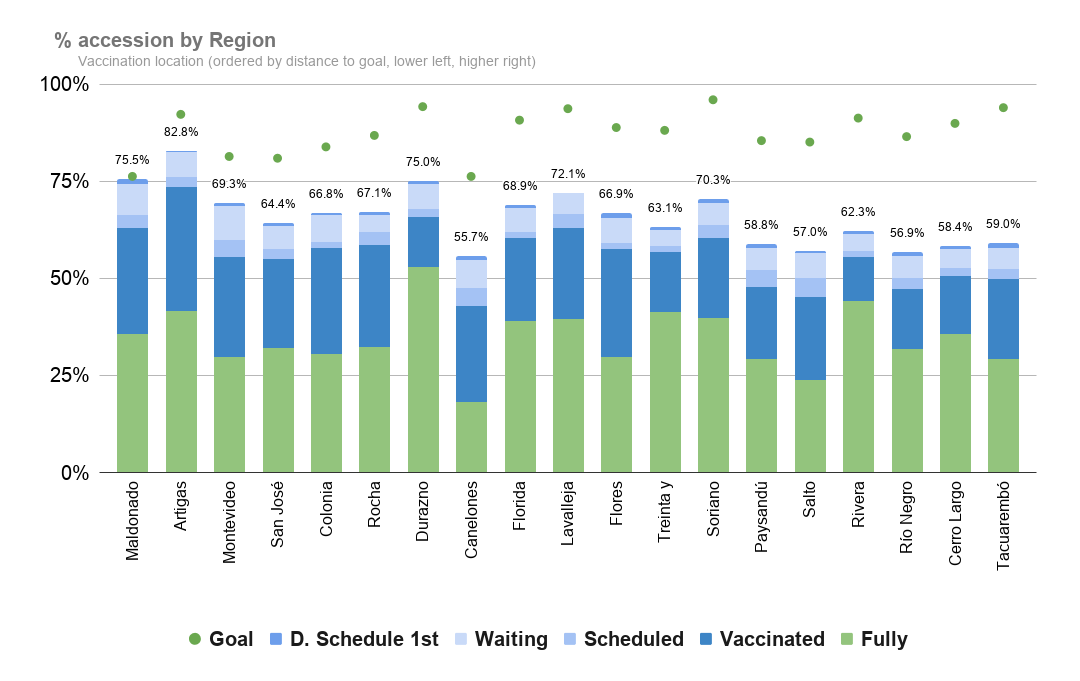 % accession by Region
Vaccination location (ordered by distance to goal, lower left, higher right)
100%
75%
50%
25%
0%
75.5%
82.8%
69.3%
64.4%
66.8%
67.1%
75.0%
55.7%
68.9%
72.1%
66.9%
63.1%
70.3%
58.8%
57.0%
62.3%
56.9%
58.4%
59.0%
Maldonado
Artigas
Montevideo
San José
Colonia
Rocha
Durazno
Canelones
Florida
Lavalleja
Flores
Treinta y
Soriano
Paysandú
Salto
Rivera
Río Negro
Cerro Largo
Tacuarembó
Goal D. Schedule 1st Waiting Scheduled Vaccinated Fully